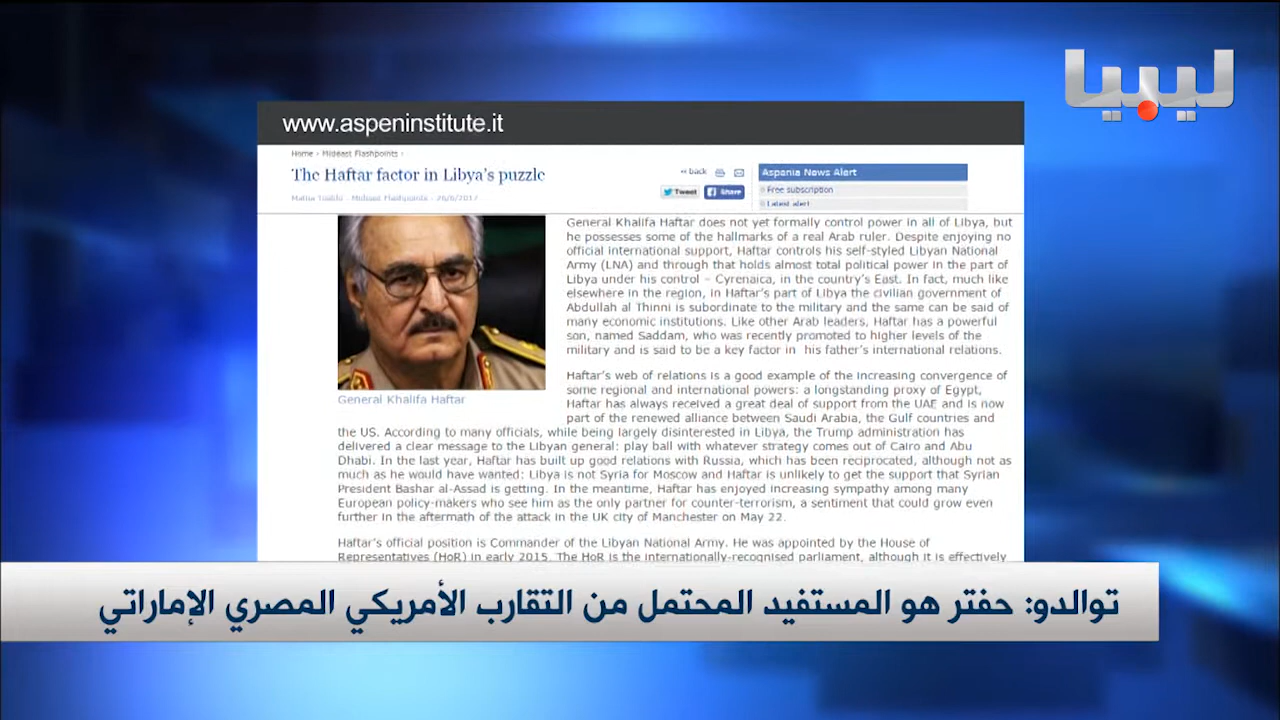 ليبيا
www.aspeninstitute.it
Home › Mideast Flashpoints ›
The Haftar factor in Libya's puzzle
Mattia Toaldo - Mideast Flashpoints - 26/6/2017
« back
Tweet
Share
Aspenia News Alert
Free subscription
Latest alert
General Khalifa Haftar does not yet formally control power in all of Libya, but
he possesses some of the hallmarks of a real Arab ruler. Despite enjoying no
official international support, Haftar controls his self-styled Libyan National
Army (LNA) and through that holds almost total political power in the part of
Libya under his control – Cyrenaica, in the country's East. In fact, much like
elsewhere in the region, in Haftar's part of Libya the civilian government of
Abdullah al Thinni is subordinate to the military and the same can be said of
many economic institutions. Like other Arab leaders, Haftar has a powerful
son, named Saddam, who was recently promoted to higher levels of the
military and is said to be a key factor in his father's international relations.
General Khalifa Haftar
Haftar's web of relations is a good example of the increasing convergence of
some regional and international powers: a longstanding proxy of Egypt,
Haftar has always received a great deal of support from the UAE and is now
part of the renewed alliance between Saudi Arabia, the Gulf countries and
the US. According to many officials, while being largely disinterested in Libya, the Trump administration has
delivered a clear message to the Libyan general: play ball with whatever strategy comes out of Cairo and Abu
Dhabi. In the last year, Haftar has built up good relations with Russia, which has been reciprocated, although not as
much as he would have wanted: Libya is not Syria for Moscow and Haftar is unlikely to get the support that Syrian
President Bashar al-Assad is getting. In the meantime, Haftar has enjoyed increasing sympathy among many
European policy-makers who see him as the only partner for counter-terrorism, a sentiment that could grow even
further in the aftermath of the attack in the UK city of Manchester on May 22.
Haftar's official position is Commander of the Libyan National Army. He was appointed by the House of
Representatives (HoR) in early 2015. The HoR is the internationally-recognised parliament, although it is effectively
توالدو: حفتر هو المستفيد المحتمل من التقارب الأمريكي المصري الإماراتي